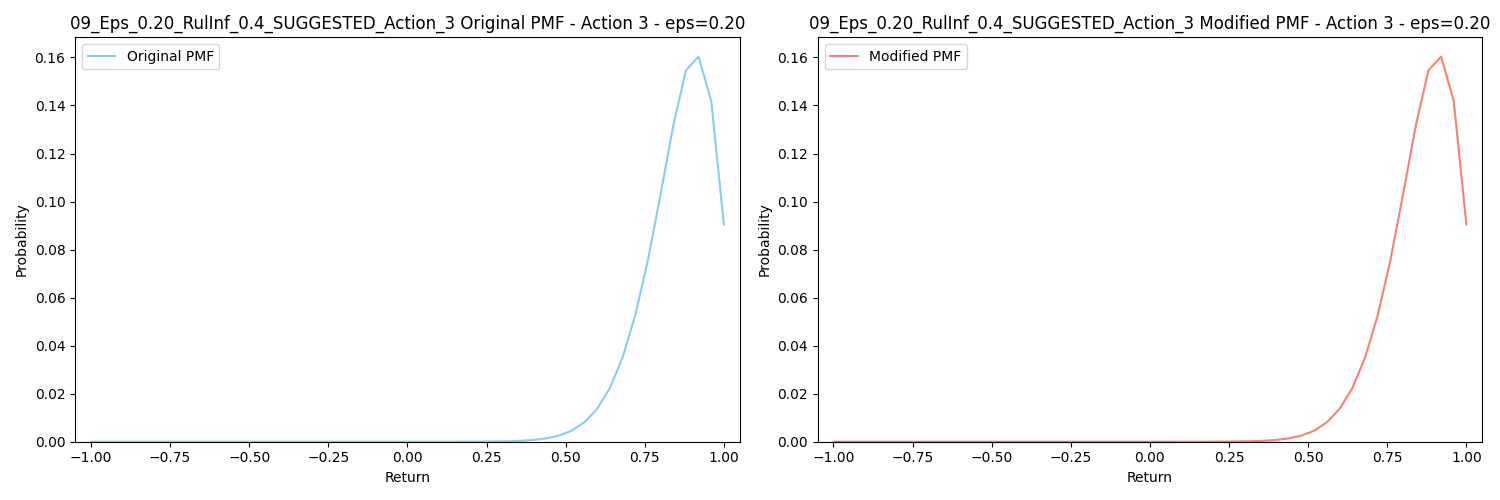 09_Eps_0.20_RulInf_0.4_SUGGESTED_Action_3 Original PMF - Action 3 - eps=0.20
Original PMF
0.16
0.14
0.12
0.10
0.08
0.06
0.04
0.02
0.00
Probability
−1.00 −0.75 −0.50 −0.25 0.00 0.25 0.50 0.75 1.00
Return
09_Eps_0.20_RulInf_0.4_SUGGESTED_Action_3 Modified PMF - Action 3 - eps=0.20
Modified PMF
0.16
0.14
0.12
0.10
0.08
0.06
0.04
0.02
0.00
Probability
−1.00 −0.75 −0.50 −0.25 0.00 0.25 0.50 0.75 1.00
Return